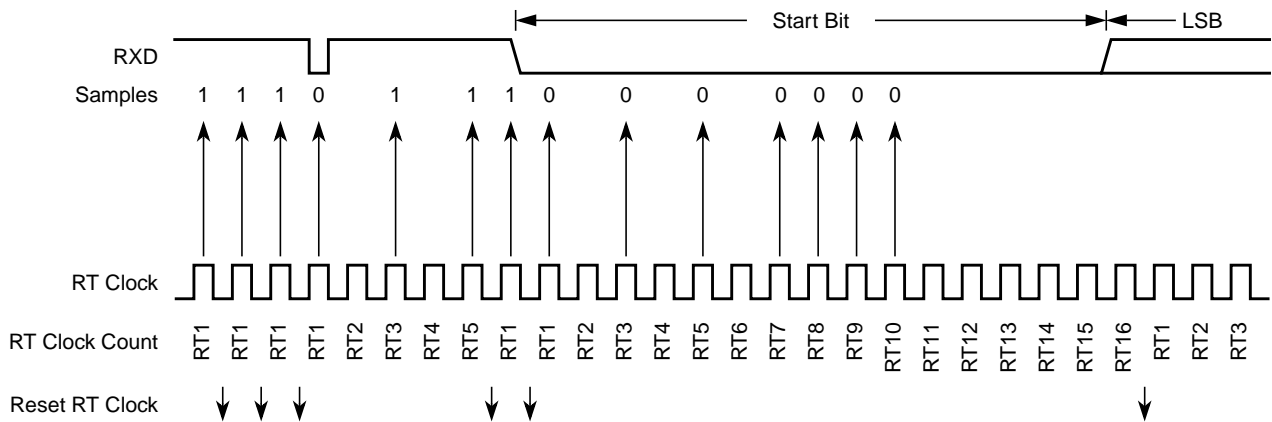 Start Bit LSB
RXD
Samples 1 1 1 0 1 1 1 0 0 0 0 0 0 0
RT Clock
RT Clock Count RT1 RT1 RT1 RT1 RT2 RT3 RT4 RT5 RT1 RT1 RT2 RT3 RT4 RT5 RT6 RT7 RT8 RT9 RT10 RT11 RT12 RT13 RT14 RT15 RT16 RT1 RT2 RT3
Reset RT Clock